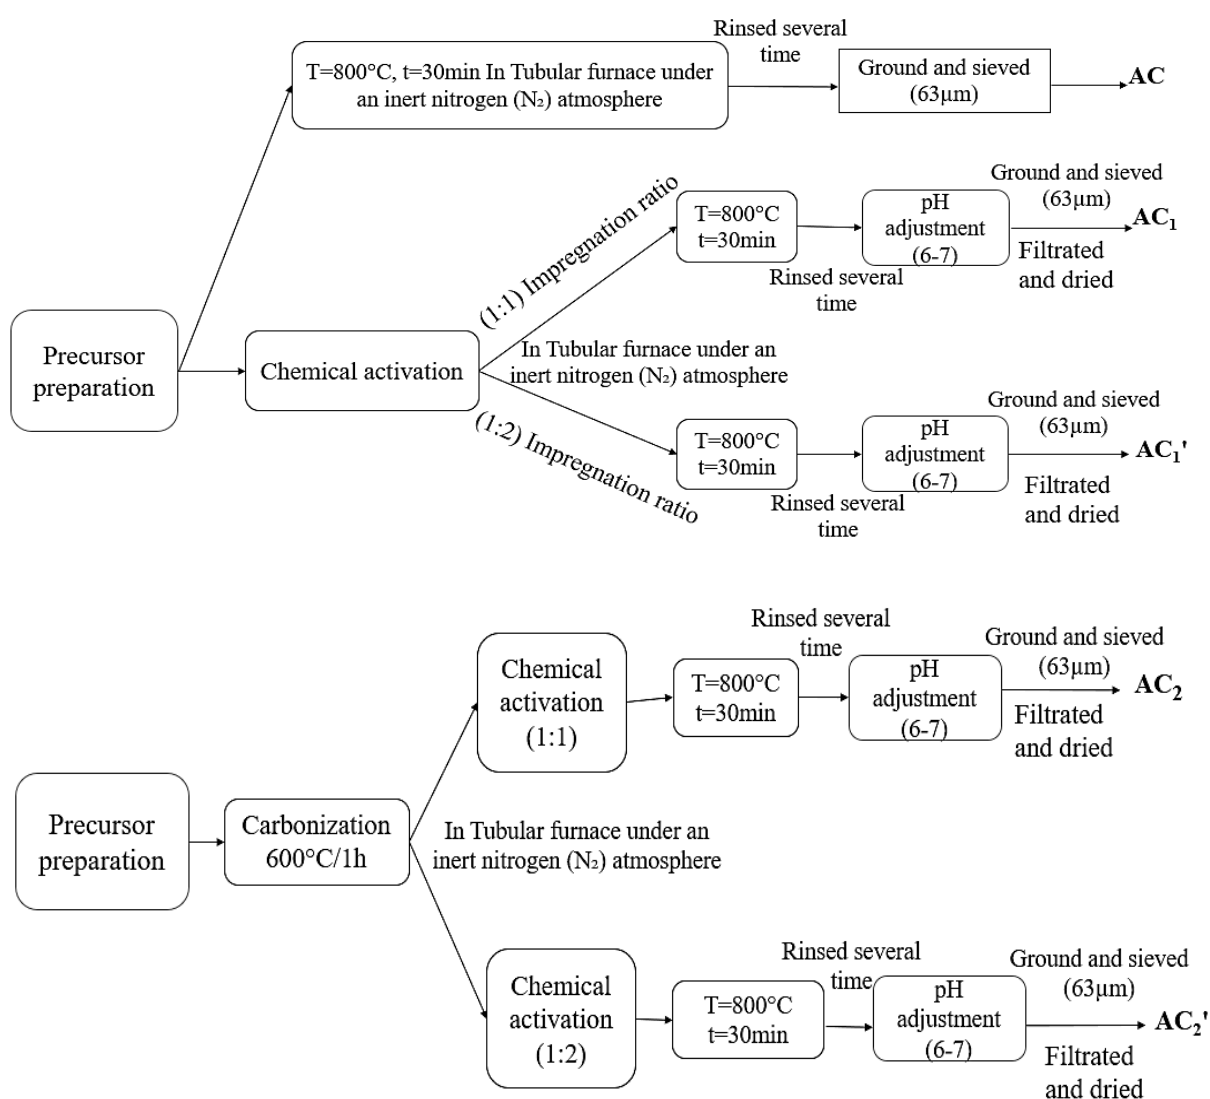 Rinsed several
time
T=800°C, t=30min In Tubular furnace under
an inert nitrogen (N₂) atmosphere
Ground and sieved
(63µm)
AC
Precursor
preparation
Chemical activation
(1:1) Impregnation ratio
In Tubular furnace under an
inert nitrogen (N₂) atmosphere
(1:2) Impregnation ratio
T=800°C
t=30min
Rinsed several
time
pH
adjustment
(6-7)
Ground and sieved
(63µm)
Filtrated
and dried
AC₁
T=800°C
t=30min
Rinsed several
time
pH
adjustment
(6-7)
Ground and sieved
(63µm)
Filtrated
and dried
AC₁'
Precursor
preparation
Carbonization
600°C/1h
In Tubular furnace under an
inert nitrogen (N₂) atmosphere
Chemical
activation
(1:1)
T=800°C
t=30min
Rinsed several
time
pH
adjustment
(6-7)
Ground and sieved
(63µm)
Filtrated
and dried
AC₂
Chemical
activation
(1:2)
T=800°C
t=30min
Rinsed several
time
pH
adjustment
(6-7)
Ground and sieved
(63µm)
Filtrated
and dried
AC₂'